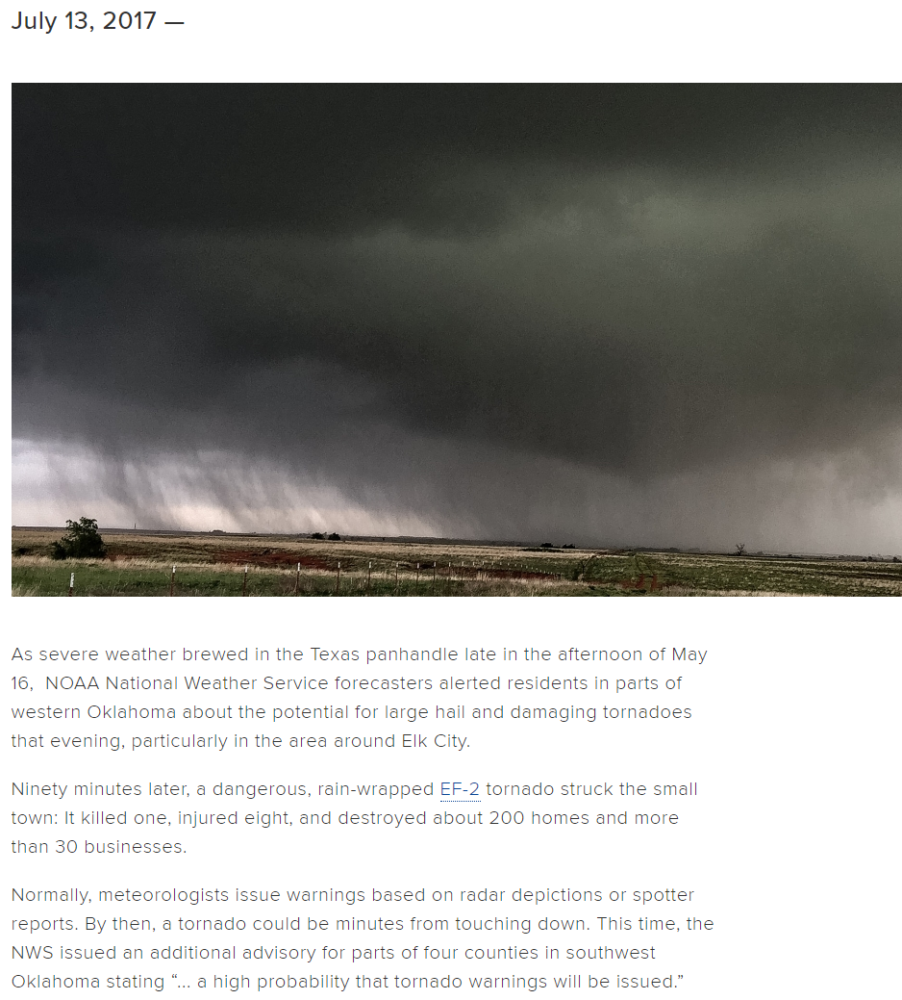 July 13, 2017 —
As severe weather brewed in the Texas panhandle late in the afternoon of May
16,  NOAA National Weather Service forecasters alerted residents in parts of
western Oklahoma about the potential for large hail and damaging tornadoes
that evening, particularly in the area around Elk City.
Ninety minutes later, a dangerous, rain-wrapped EF-2 tornado struck the small
town: It killed one, injured eight, and destroyed about 200 homes and more
than 30 businesses.
Normally, meteorologists issue warnings based on radar depictions or spotter
reports. By then, a tornado could be minutes from touching down. This time, the
NWS issued an additional advisory for parts of four counties in southwest
Oklahoma stating “... a high probability that tornado warnings will be issued.”